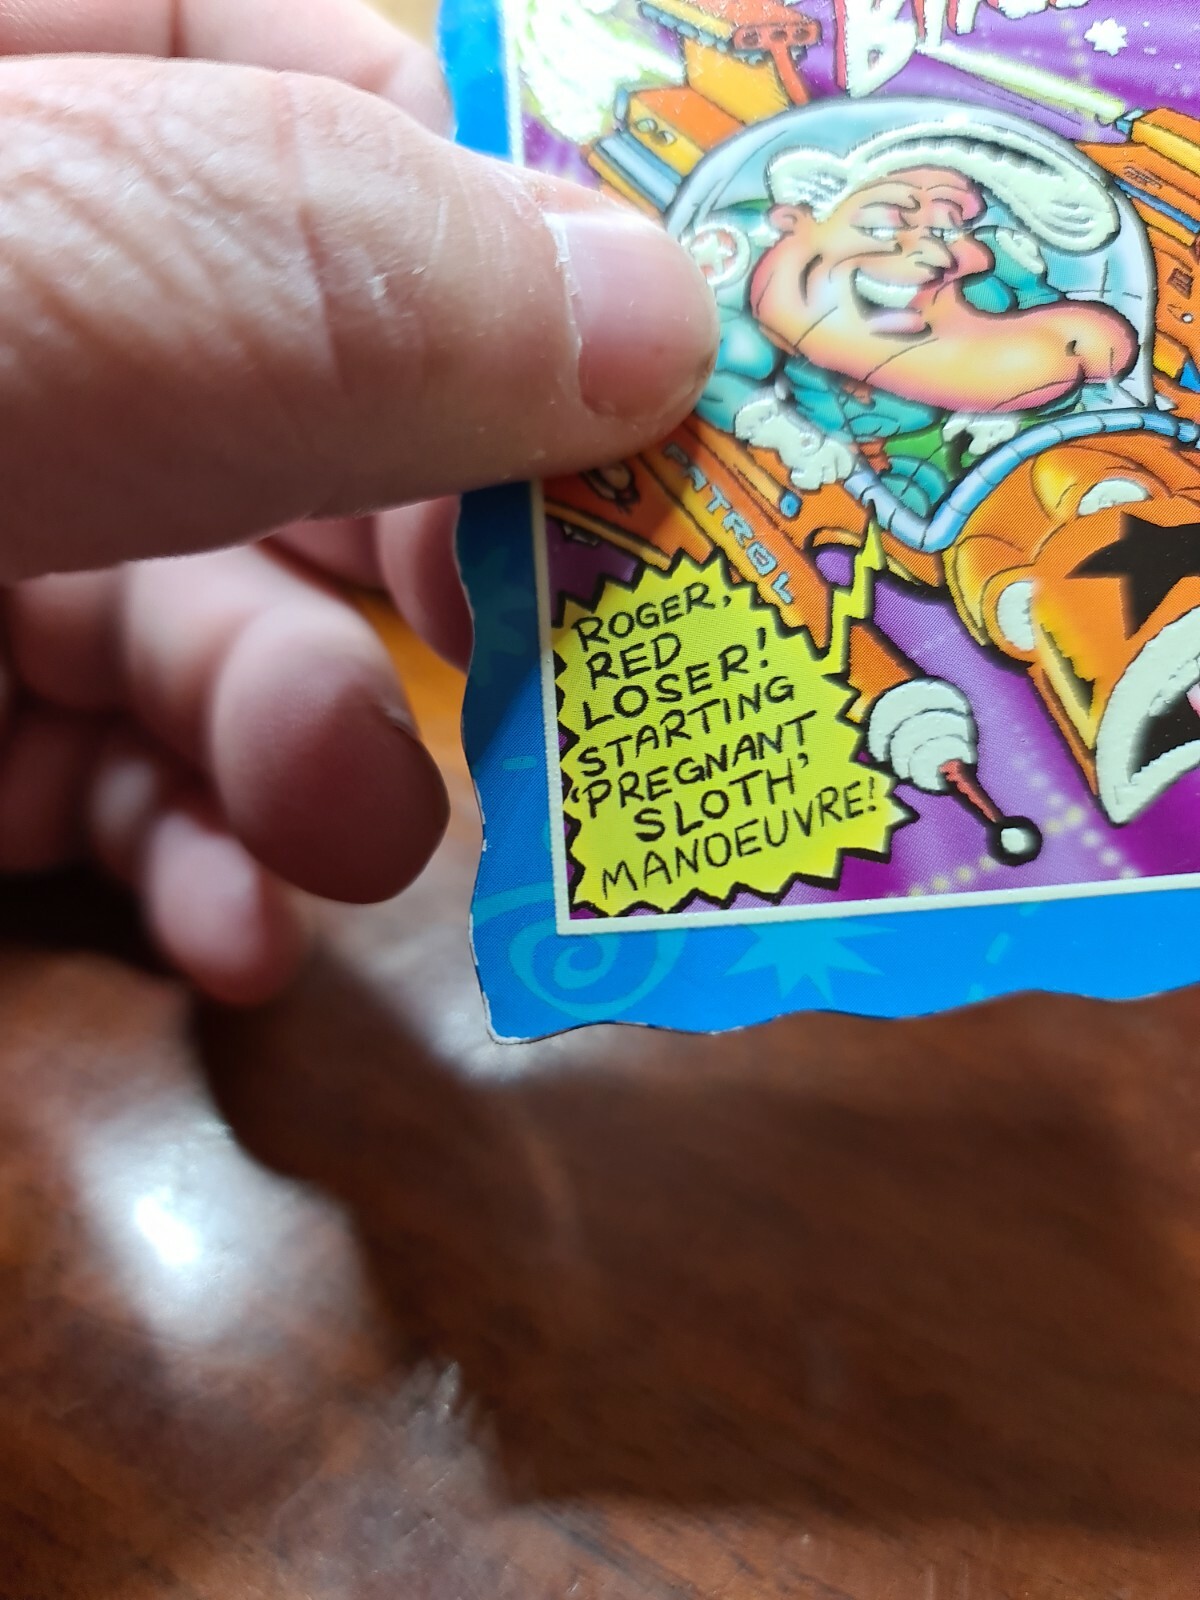 PATROL
ROGER,
RED
LOSER!
STARTING
'PREGNANT
SLOTH'
MANOEUVRE!